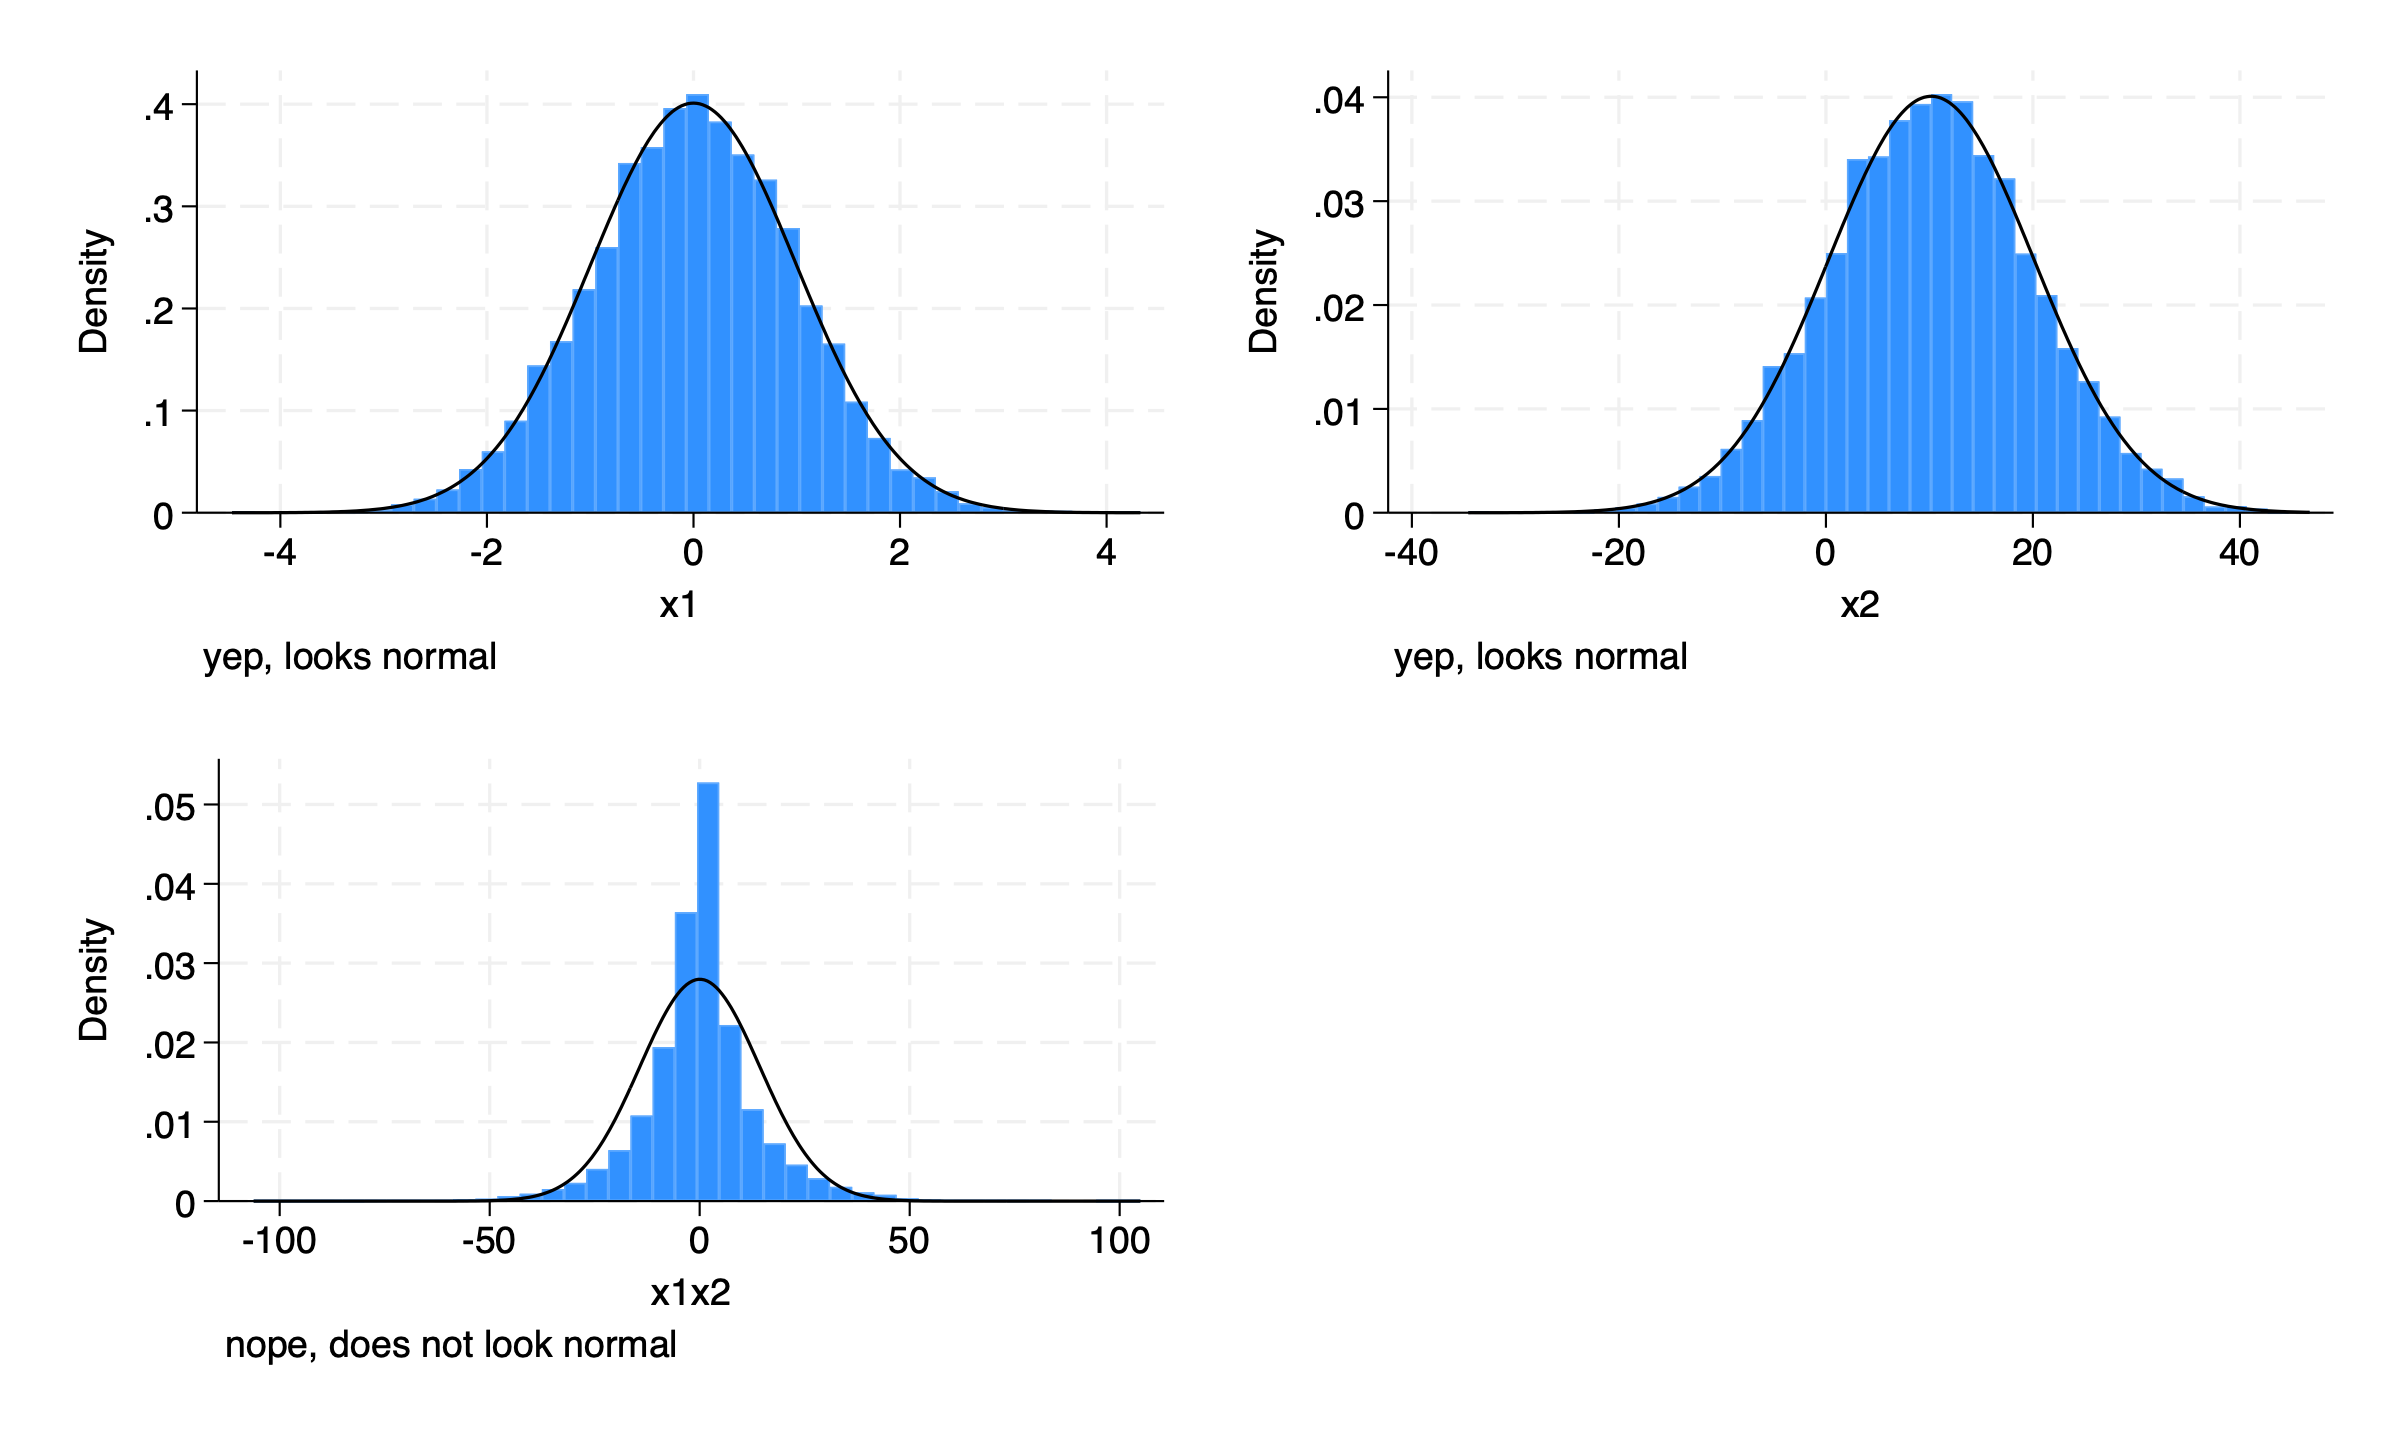 .4
.3
.2
.1
0
Density
-4 -2 0 2 4
x1
yep, looks normal
.04
.03
.02
.01
0
Density
-40 -20 0 20 40
x2
yep, looks normal
.05
.04
.03
.02
.01
0
Density
-100 -50 0 50 100
x1x2
nope, does not look normal